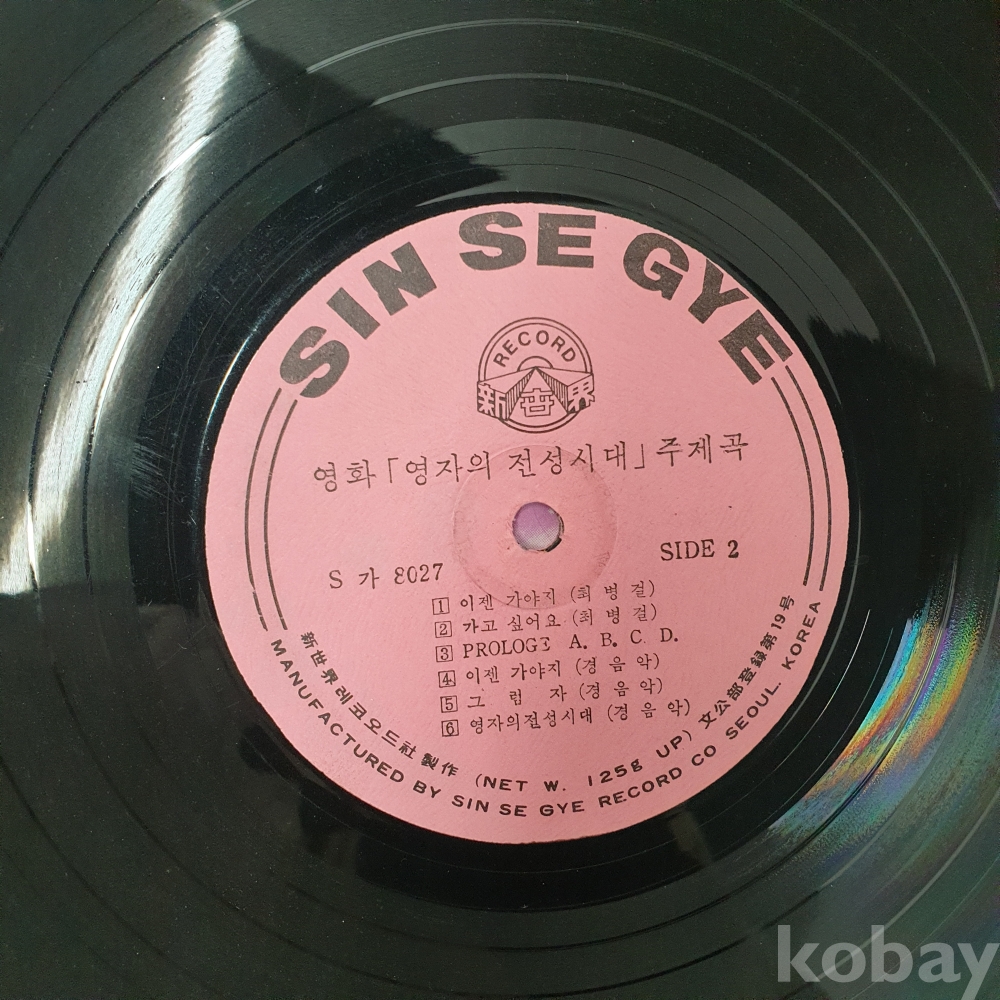 SIN SE GYE
RECORD
新世界
영화「영자의 전성시대」주제곡
S 가 8027
SIDE 2
1 이젠 가야지 (최 병 걸)
2 가고 싶어요 (최 병 걸)
3 PROLOGE A. B. C. D.
4 이젠 가야지 (경 음 악)
5 그 림 자 (경 음 악)
6 영자의전성시대 (경 음 악)
新世界레코오드社 製作 (NET W. 125g UP) 文公部登録第19号
MANUFACTURED BY SIN SE GYE RECORD CO SEOUL. KOREA
kobay